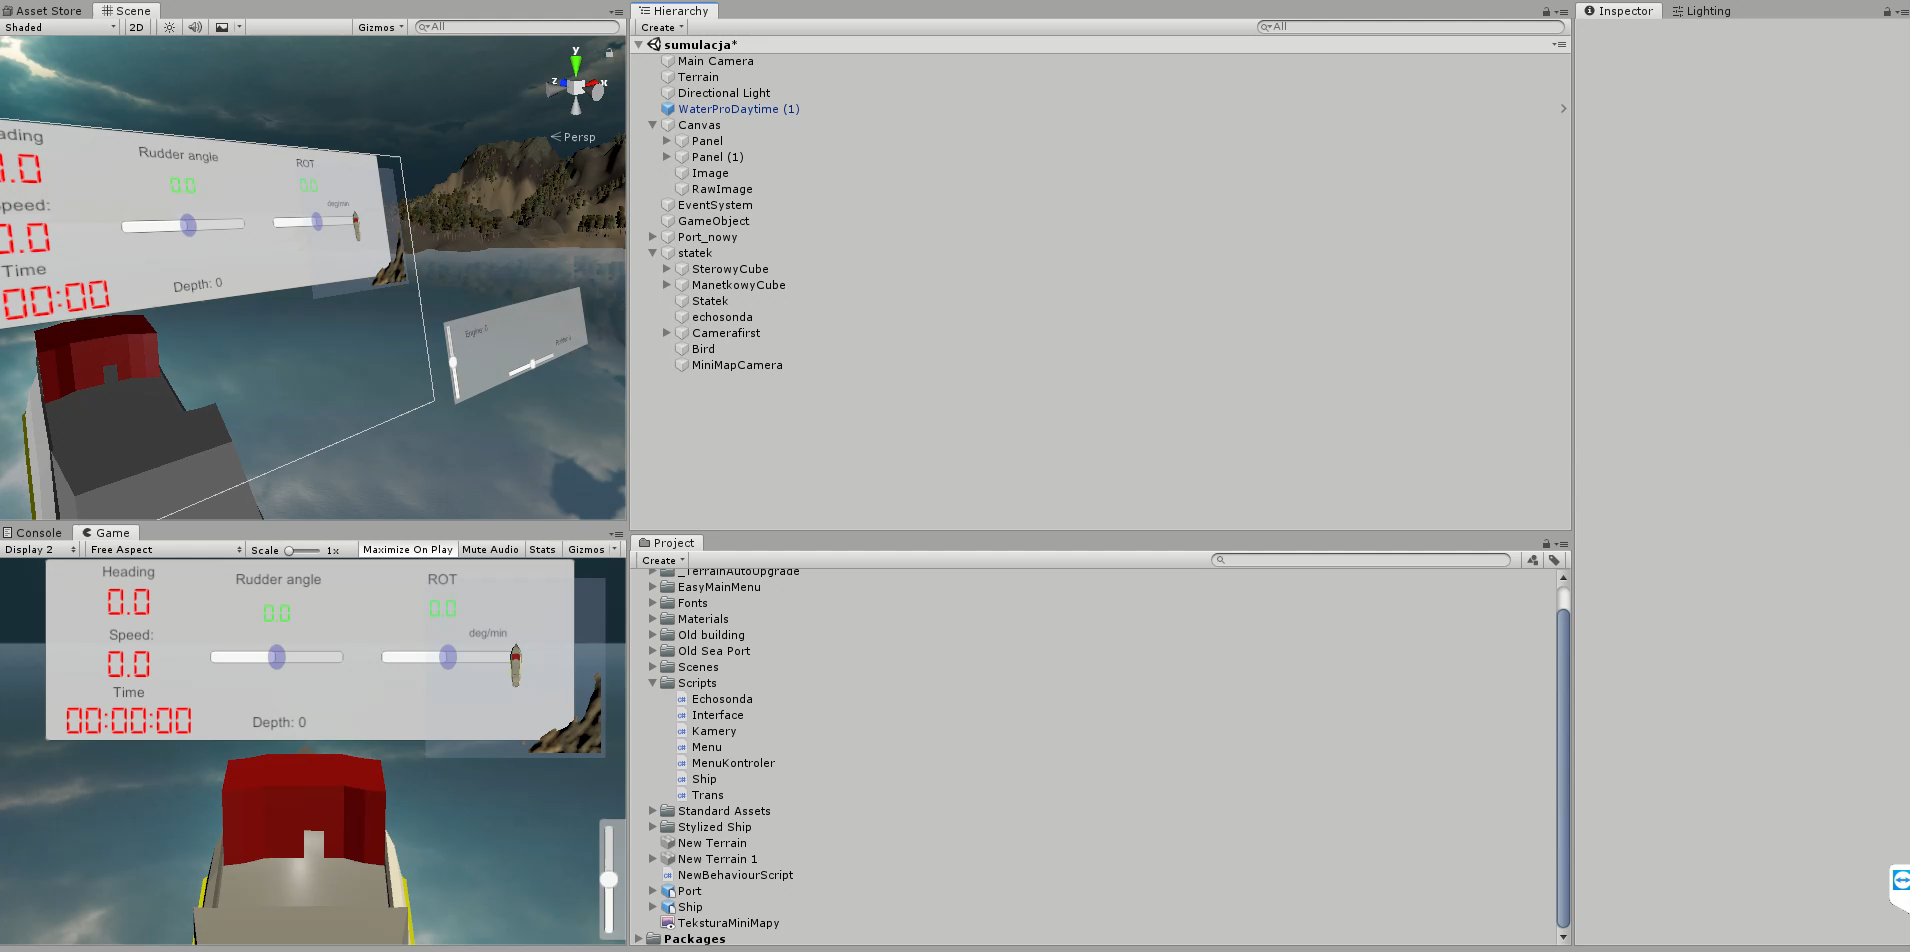 Asset Store
Scene
Shaded
2D
Gizmos
All
y
z
x
Persp
ading
Rudder angle
ROT
0.0
0.0
deg/min
peed:
0.0
Time
00:00
Depth: 0
Engine: 0
Console
Game
Display 2
Free Aspect
Scale
1x
Maximize On Play
Mute Audio
Stats
Gizmos
Heading
0.0
Rudder angle
0.0
ROT
0.0
deg/min
Speed:
0.0
Time
00:00:00
Depth: 0
Hierarchy
Create
All
sumulacja*
Main Camera
Terrain
Directional Light
WaterProDaytime (1)
Canvas
Panel
Panel (1)
Image
RawImage
EventSystem
GameObject
Port_nowy
statek
SterowyCube
ManetkowyCube
Statek
echosonda
Camerafirst
Bird
MiniMapCamera
Project
Create
_TerrainAutoUpgrade
EasyMainMenu
Fonts
Materials
Old building
Old Sea Port
Scenes
Scripts
Echosonda
Interface
Kamery
Menu
MenuKontroler
Ship
Trans
Standard Assets
Stylized Ship
New Terrain
New Terrain 1
NewBehaviourScript
Port
Ship
TeksturaMiniMapy
Packages
Inspector
Lighting